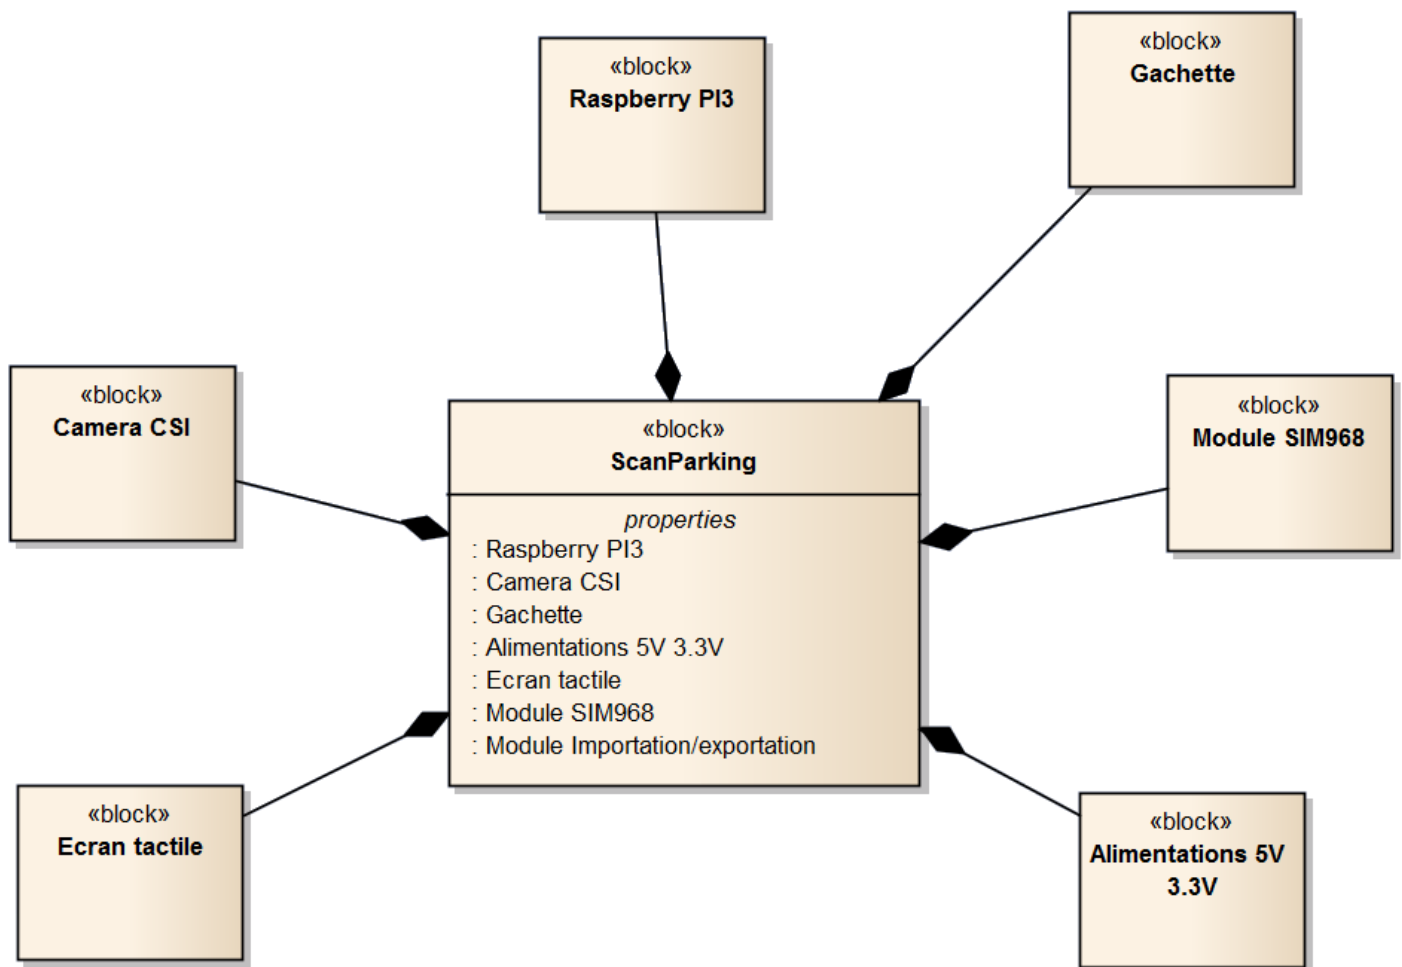 «block»
Raspberry PI3
«block»
Gachette
«block»
Camera CSI
«block»
Module SIM968
«block»
ScanParking
properties
: Raspberry PI3
: Camera CSI
: Gachette
: Alimentations 5V 3.3V
: Ecran tactile
: Module SIM968
: Module Importation/exportation
«block»
Ecran tactile
«block»
Alimentations 5V
3.3V